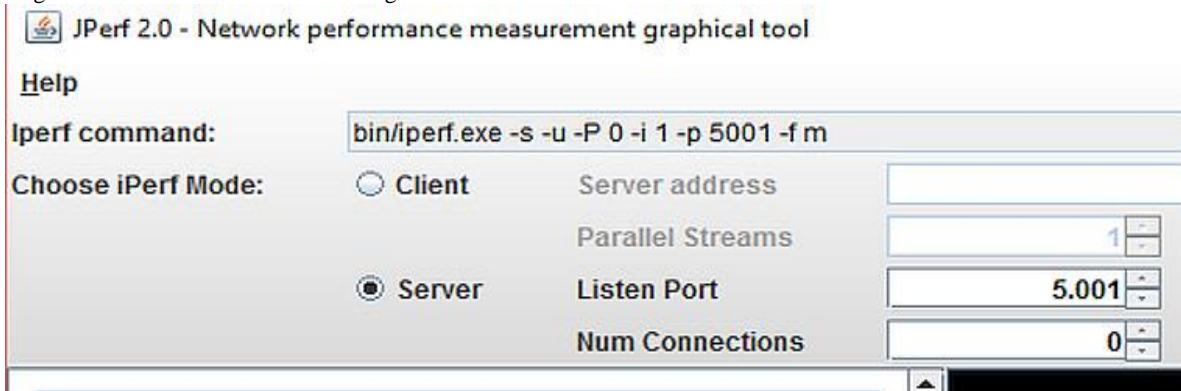 JPerf 2.0 - Network performance measurement graphical tool
Help
Iperf command: bin/iperf.exe -s -u -P 0 -i 1 -p 5001 -f m
Choose iPerf Mode: Client Server address
Parallel Streams 1
Server Listen Port 5.001
Num Connections 0